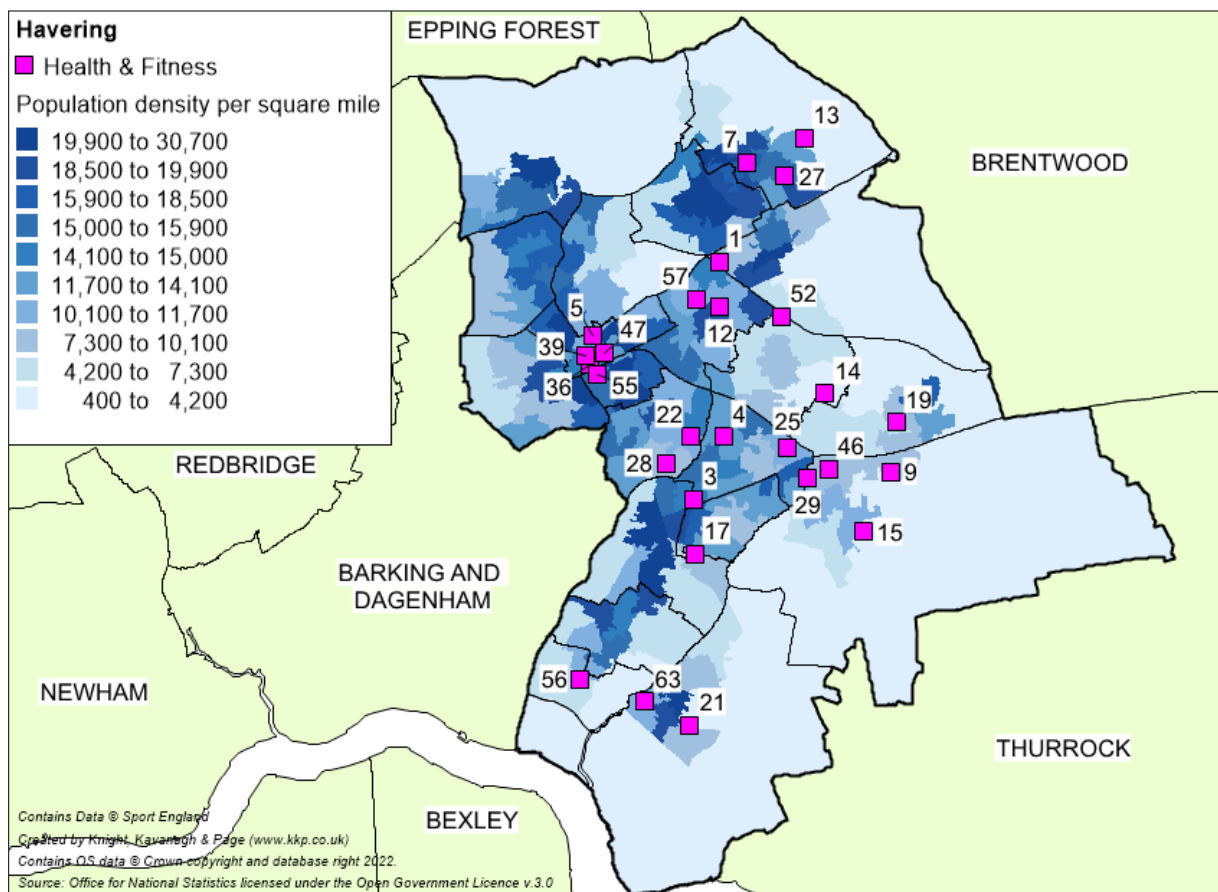 Havering
Health & Fitness
Population density per square mile
19,900 to 30,700
18,500 to 19,900
15,900 to 18,500
15,000 to 15,900
14,100 to 15,000
11,700 to 14,100
10,100 to 11,700
7,300 to 10,100
4,200 to 7,300
400 to 4,200
EPPING FOREST
13
7
BRENTWOOD
27
1
57
52
5
47
12
39
36
55
14
19
22
4
25
46
REDBRIDGE
28
9
3
29
15
17
BARKING AND
DAGENHAM
56
63
NEWHAM
21
THURROCK
BEXLEY
Contains Data © Sport England
Created by Knight, Kavanagh & Page (www.kkp.co.uk)
Contains OS data © Crown copyright and database right 2022.
Source: Office for National Statistics licensed under the Open Government Licence v.3.0